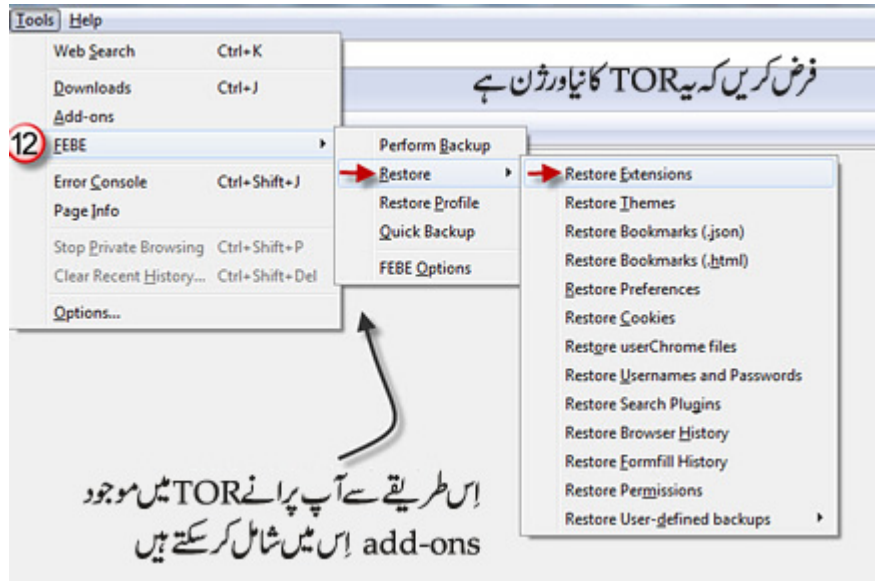 Tools Help
Web Search Ctrl+K
Downloads Ctrl+J
Add-ons
12 FEBE
Error Console Ctrl+Shift+J
Page Info
Stop Private Browsing Ctrl+Shift+P
Clear Recent History... Ctrl+Shift+Del
Options...
Perform Backup
Restore
Restore Profile
Quick Backup
FEBE Options
Restore Extensions
Restore Themes
Restore Bookmarks (.json)
Restore Bookmarks (.html)
Restore Preferences
Restore Cookies
Restore userChrome files
Restore Usernames and Passwords
Restore Search Plugins
Restore Browser History
Restore Formfill History
Restore Permissions
Restore User-defined backups
فرض کریں کہ یہ TOR کا نیا ورژن ہے
اِس طریقے سے آپ پرانے TOR میں موجود
add-ons اِس میں شامل کر سکتے ہیں